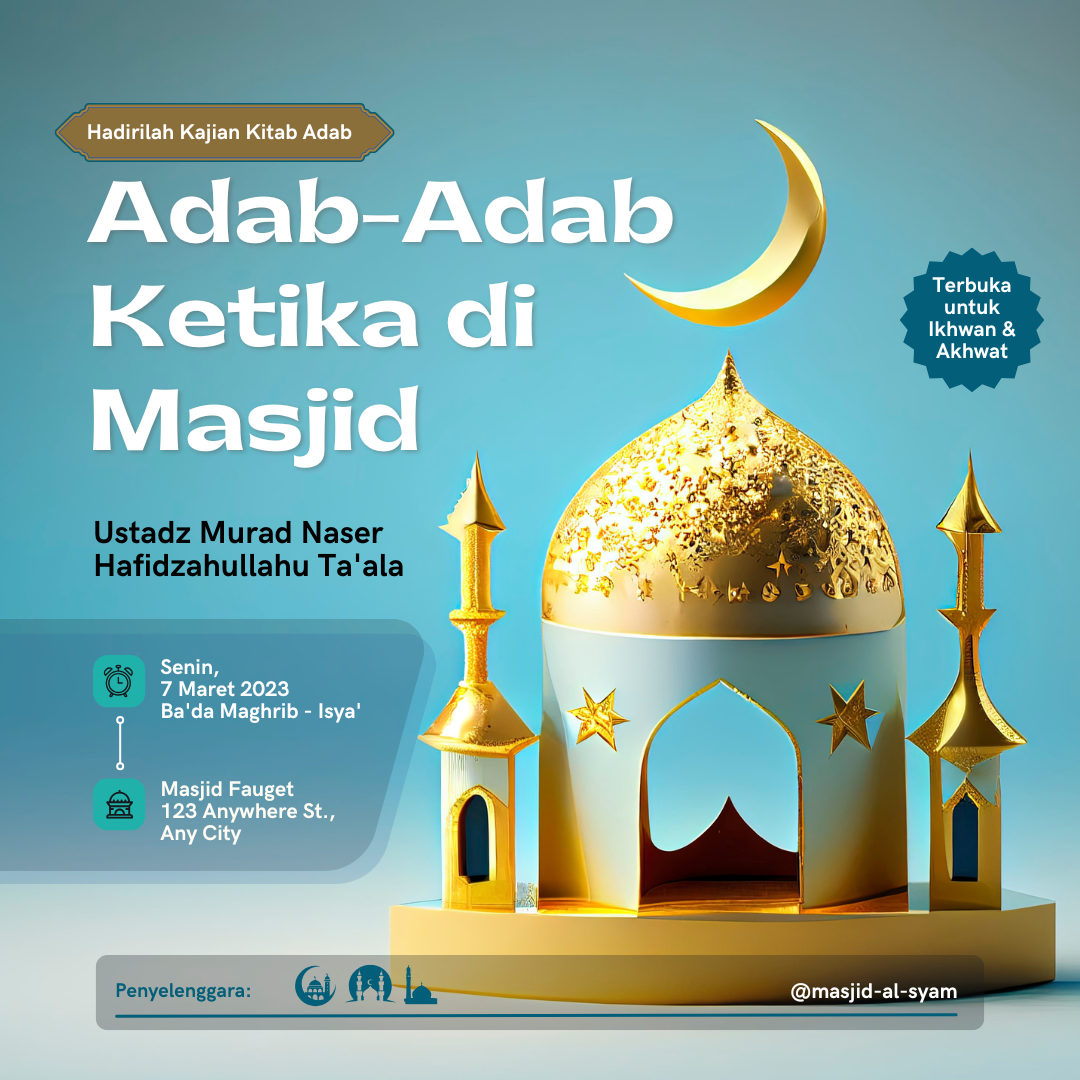 Hadirilah Kajian Kitab Adab
Adab-Adab
Ketika di
Masjid
Terbuka
untuk
Ikhwan &
Akhwat
Ustadz Murad Naser
Hafidzahullahu Ta'ala
Senin,
7 Maret 2023
Ba'da Maghrib - Isya'
Masjid Fauget
123 Anywhere St.,
Any City
Penyelenggara:
@masjid-al-syam